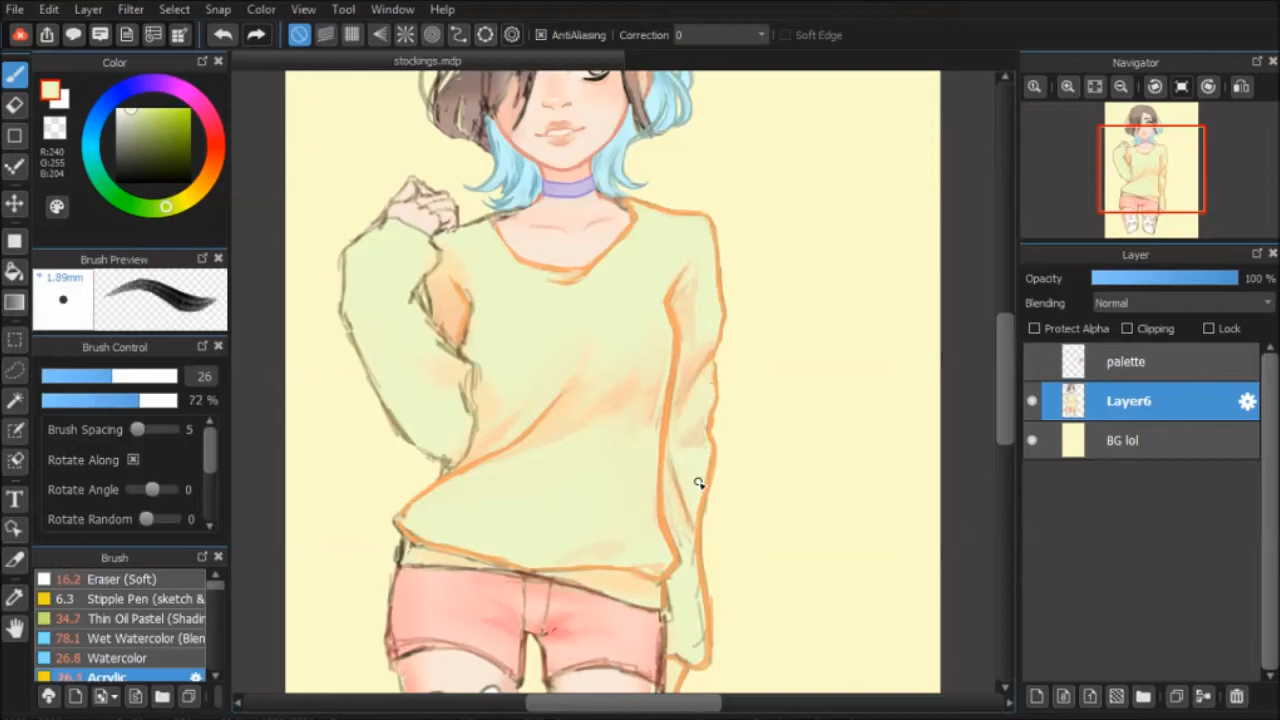 File Edit Layer Filter Select Snap Color View Tool Window Help
AntiAliasing Correction 0 Soft Edge
Color
stockings.mdp
Navigator
R:240
G:255
B:204
Brush Preview
* 1.89mm
Layer
Opacity 100 %
Blending Normal
Protect Alpha Clipping Lock
Brush Control
26
72 %
palette
Layer6
BG lol
Brush Spacing 5
Rotate Along
Rotate Angle 0
Rotate Random 0
Brush
16.2 Eraser (Soft)
6.3 Stipple Pen (sketch &
34.7 Thin Oil Pastel (Shadin
78.1 Wet Watercolor (Blen
26.8 Watercolor
26.1 Acrylic